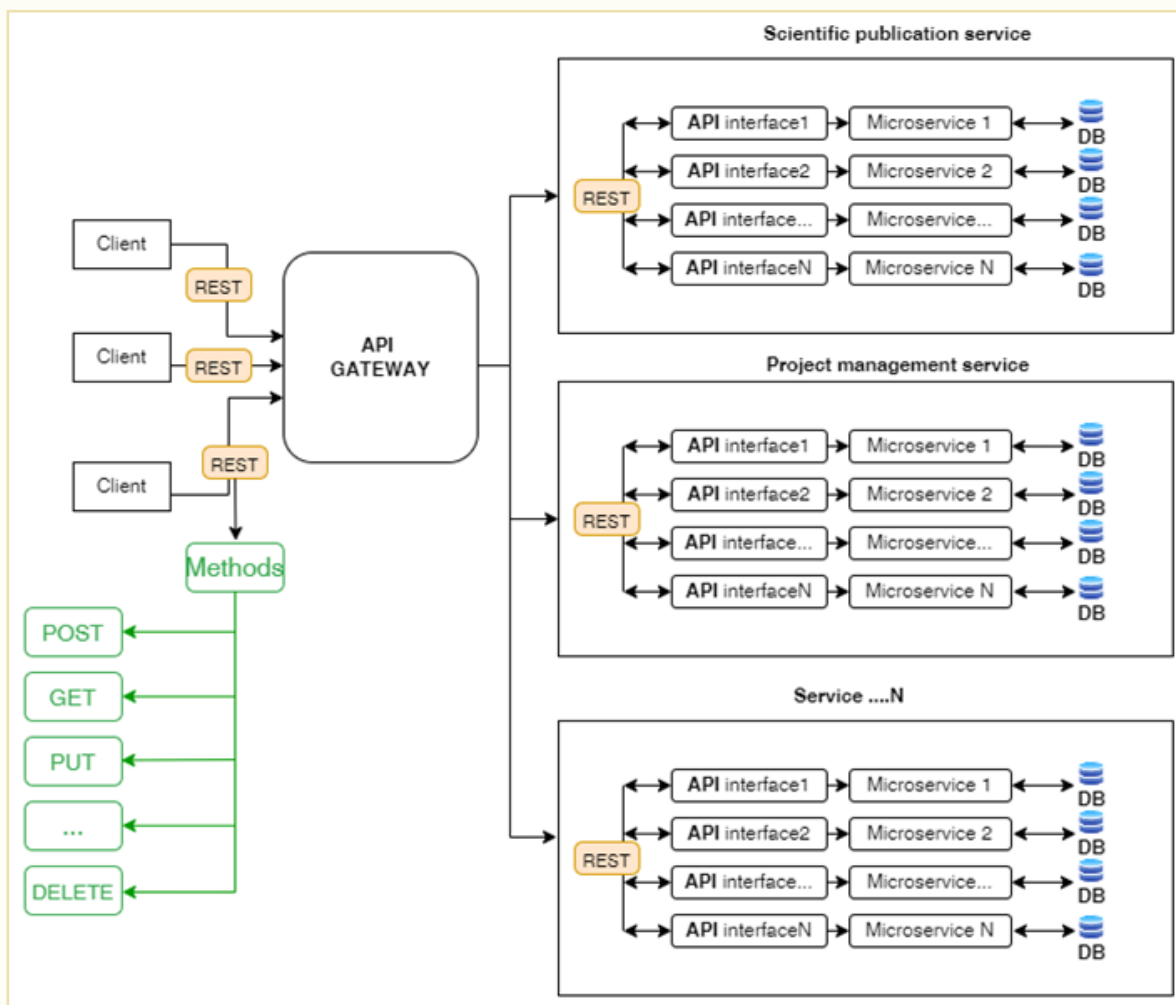 Scientific publication service
REST
API interface1
Microservice 1
DB
API interface2
Microservice 2
DB
API interface...
Microservice...
DB
API interfaceN
Microservice N
DB
Client
REST
Client
REST
Client
REST
API
GATEWAY
Methods
POST
GET
PUT
...
DELETE
Project management service
REST
API interface1
Microservice 1
DB
API interface2
Microservice 2
DB
API interface...
Microservice...
DB
API interfaceN
Microservice N
DB
Service ....N
REST
API interface1
Microservice 1
DB
API interface2
Microservice 2
DB
API interface...
Microservice...
DB
API interfaceN
Microservice N
DB